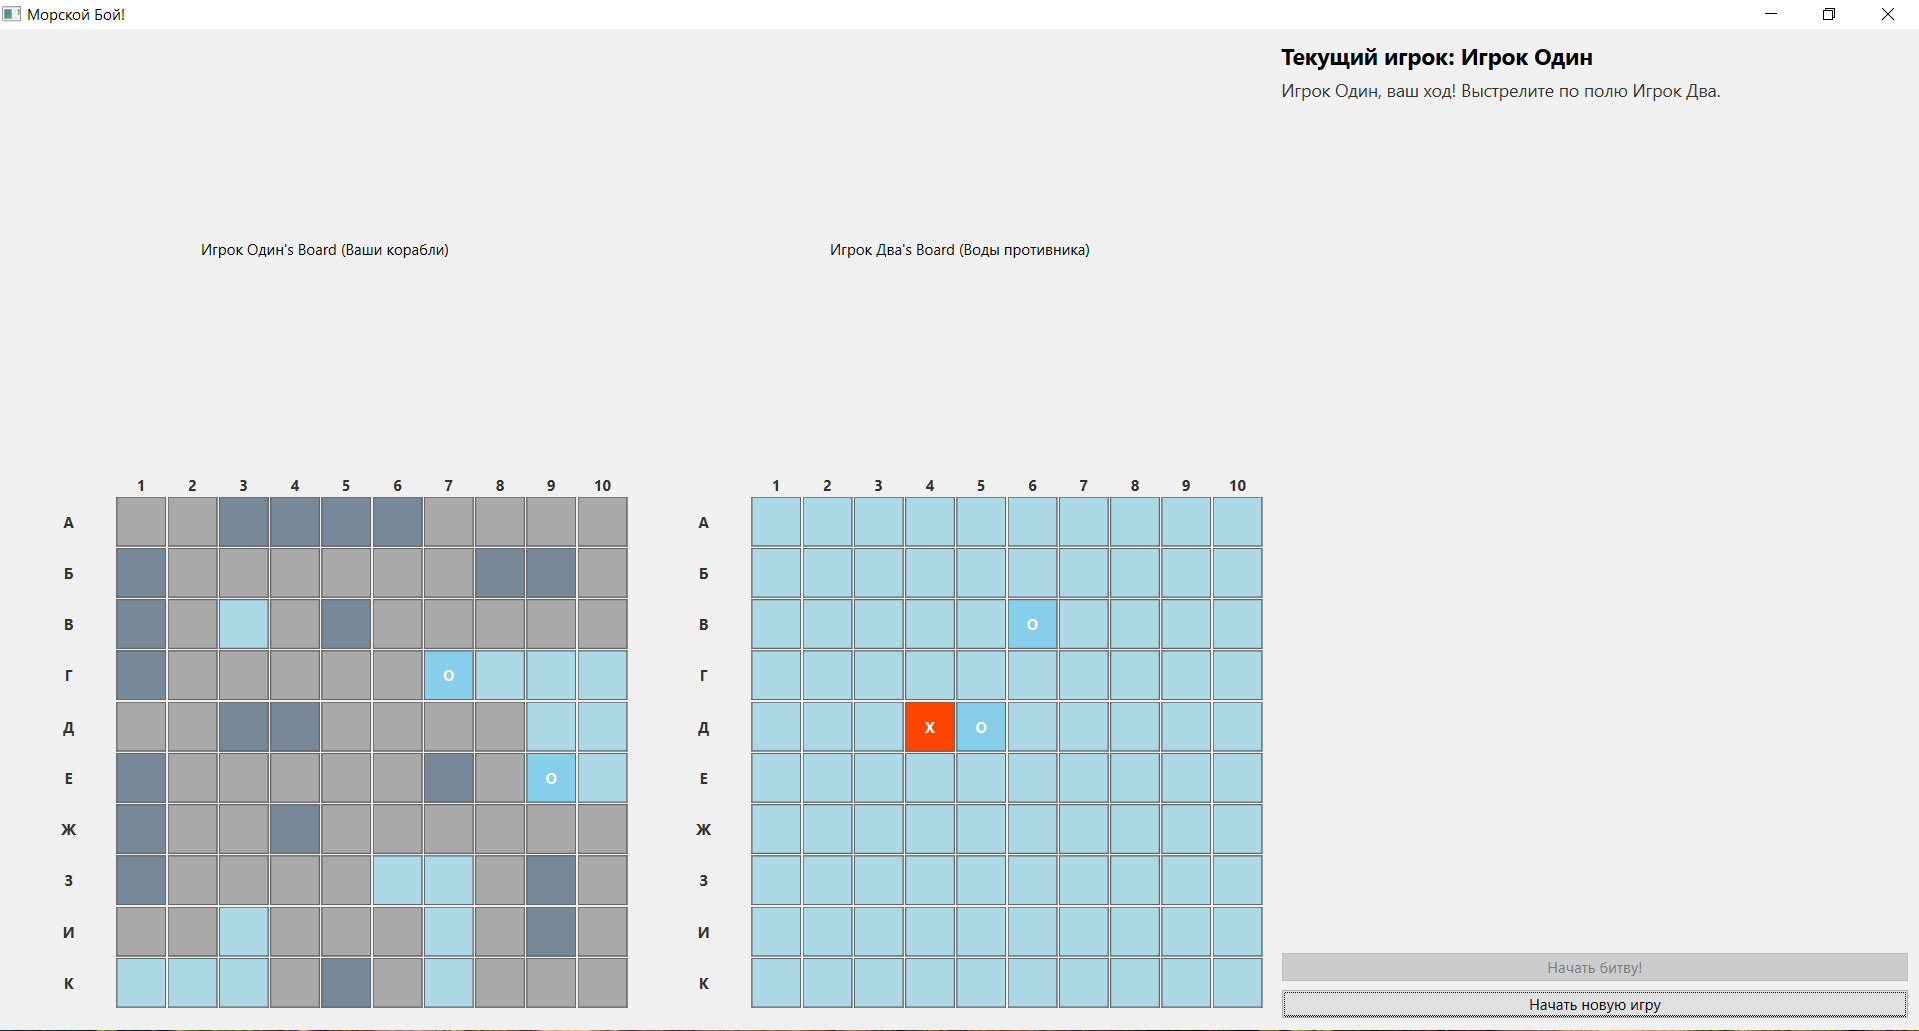 Морской Бой!
Текущий игрок: Игрок Один
Игрок Один, ваш ход! Выстрелите по полю Игрок Два.
Игрок Один's Board (Ваши корабли)
Игрок Два's Board (Воды противника)
1 2 3 4 5 6 7 8 9 10
А
Б
В
Г O
Д
Е O
Ж
З
И
К
1 2 3 4 5 6 7 8 9 10
А
Б
В O
Г
Д X O
Е
Ж
З
И
К
Начать битву!
Начать новую игру